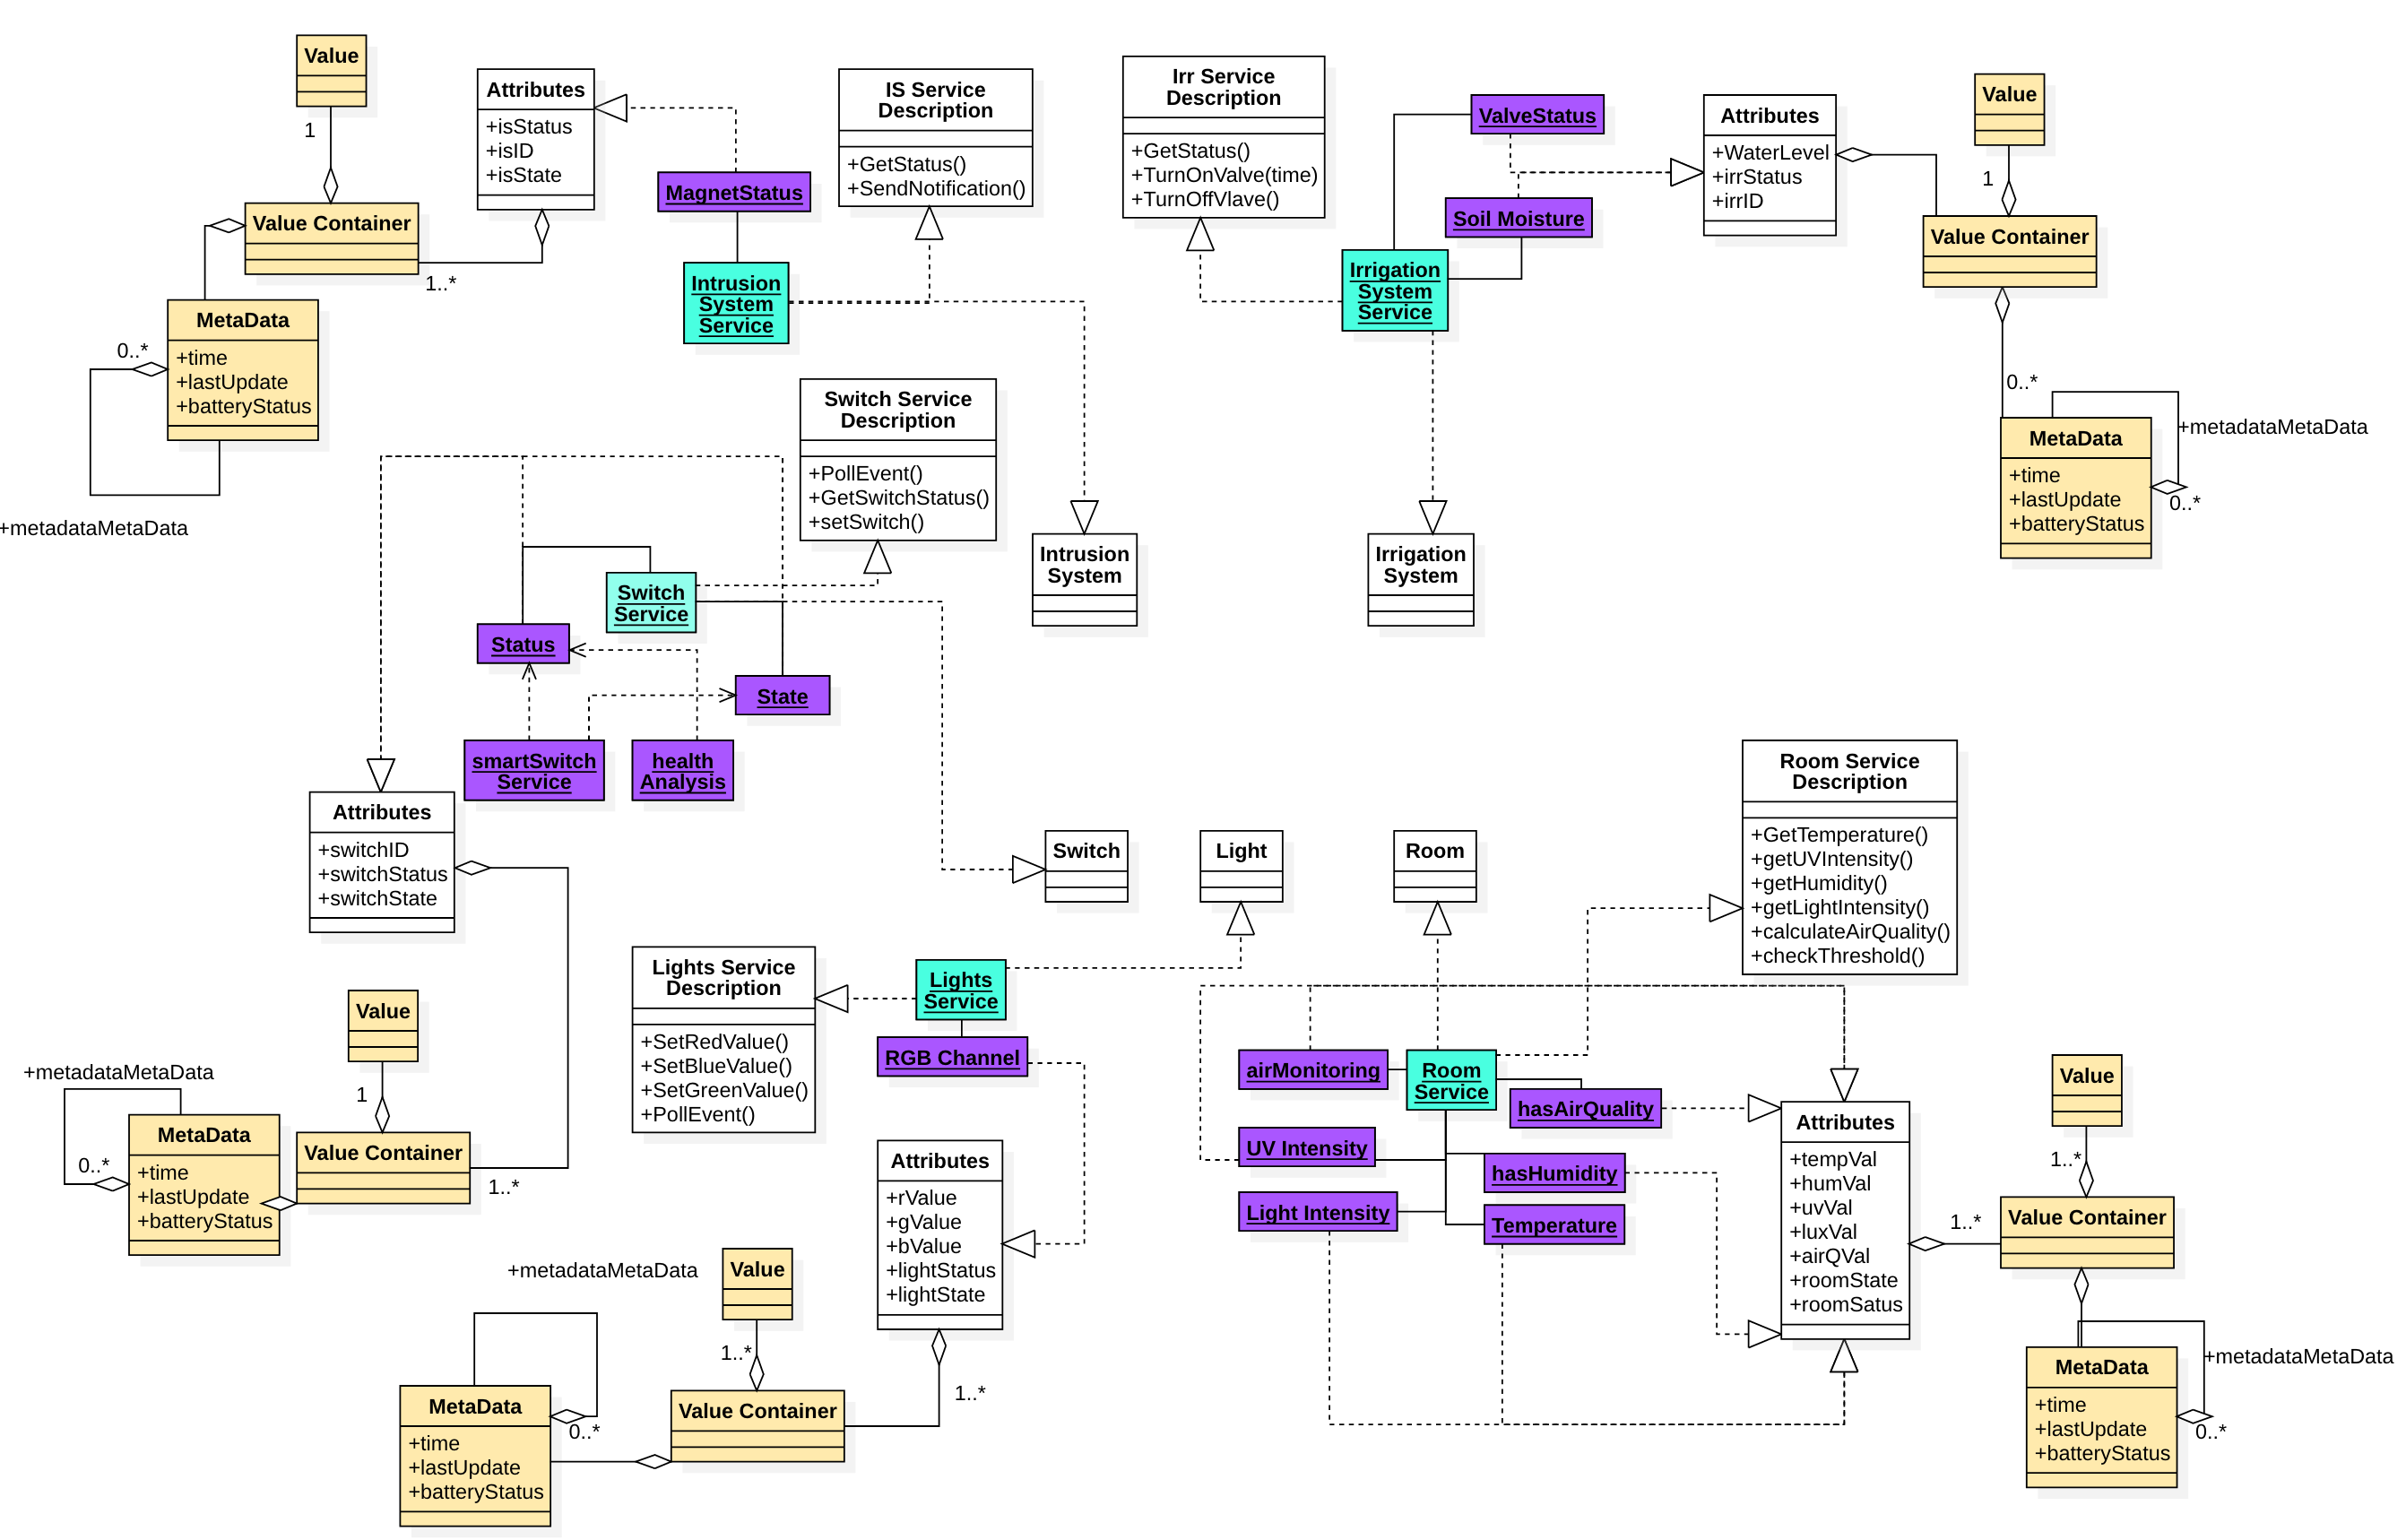 Value
1
Value Container
1..*
Attributes
+isStatus
+isID
+isState
MagnetStatus
IS Service
Description
+GetStatus()
+SendNotification()
Intrusion
System
Service
MetaData
+time
+lastUpdate
+batteryStatus
0..*
+metadataMetaData
Irr Service
Description
+GetStatus()
+TurnOnValve(time)
+TurnOffVlave()
ValveStatus
Soil Moisture
Irrigation
System
Service
Attributes
+WaterLevel
+irrStatus
+irrID
Value
1
Value Container
0..*
MetaData
+time
+lastUpdate
+batteryStatus
+metadataMetaData
0..*
Switch Service
Description
+PollEvent()
+GetSwitchStatus()
+setSwitch()
Intrusion
System
Irrigation
System
Switch
Service
Status
State
smartSwitch
Service
health
Analysis
Attributes
+switchID
+switchStatus
+switchState
Switch
Light
Room
Room Service
Description
+GetTemperature()
+getUVIntensity()
+getHumidity()
+getLightIntensity()
+calculateAirQuality()
+checkThreshold()
Value
1
Value Container
1..*
+metadataMetaData
0..*
MetaData
+time
+lastUpdate
+batteryStatus
Lights Service
Description
+SetRedValue()
+SetBlueValue()
+SetGreenValue()
+PollEvent()
Lights
Service
RGB Channel
Attributes
+rValue
+gValue
+bValue
+lightStatus
+lightState
+metadataMetaData
Value
1..*
Value Container
1..*
MetaData
+time
+lastUpdate
+batteryStatus
0..*
airMonitoring
Room
Service
hasAirQuality
UV Intensity
hasHumidity
Light Intensity
Temperature
Attributes
+tempVal
+humVal
+uvVal
+luxVal
+airQVal
+roomState
+roomSatus
Value
1..*
1..*
Value Container
MetaData
+time
+lastUpdate
+batteryStatus
+metadataMetaData
0..*